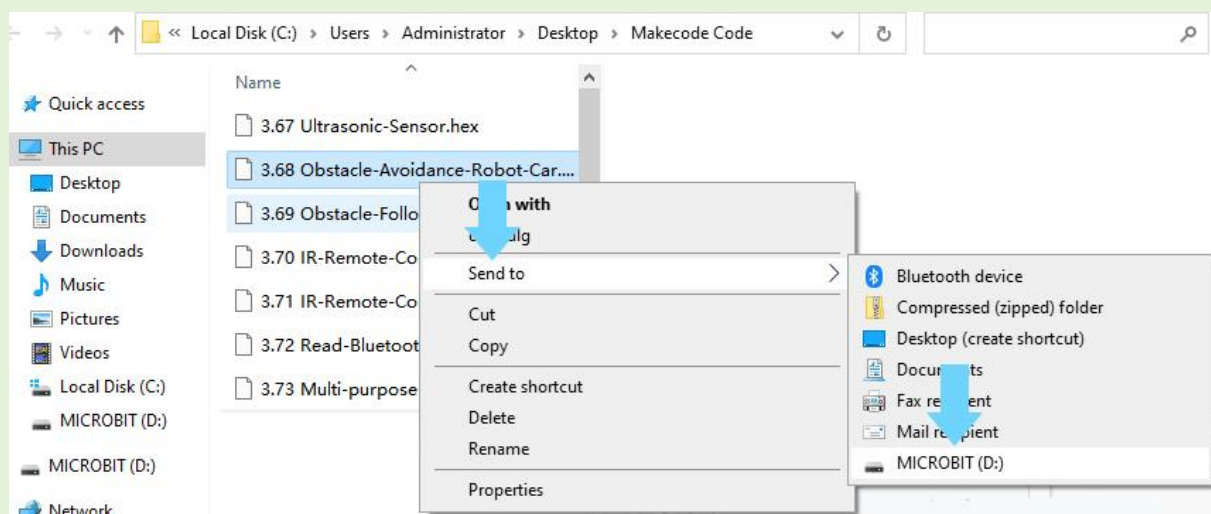 « Local Disk (C:) › Users › Administrator › Desktop › Makecode Code
Quick access
This PC
Desktop
Documents
Downloads
Music
Pictures
Videos
Local Disk (C:)
MICROBIT (D:)
MICROBIT (D:)
Network
Name
3.67 Ultrasonic-Sensor.hex
3.68 Obstacle-Avoidance-Robot-Car....
3.69 Obstacle-Follo
3.70 IR-Remote-Co
3.71 IR-Remote-Co
3.72 Read-Bluetoot
3.73 Multi-purpose
with
Send to
Cut
Copy
Create shortcut
Delete
Rename
Properties
Bluetooth device
Compressed (zipped) folder
Desktop (create shortcut)
Documents
Fax
Mail recipient
MICROBIT (D:)